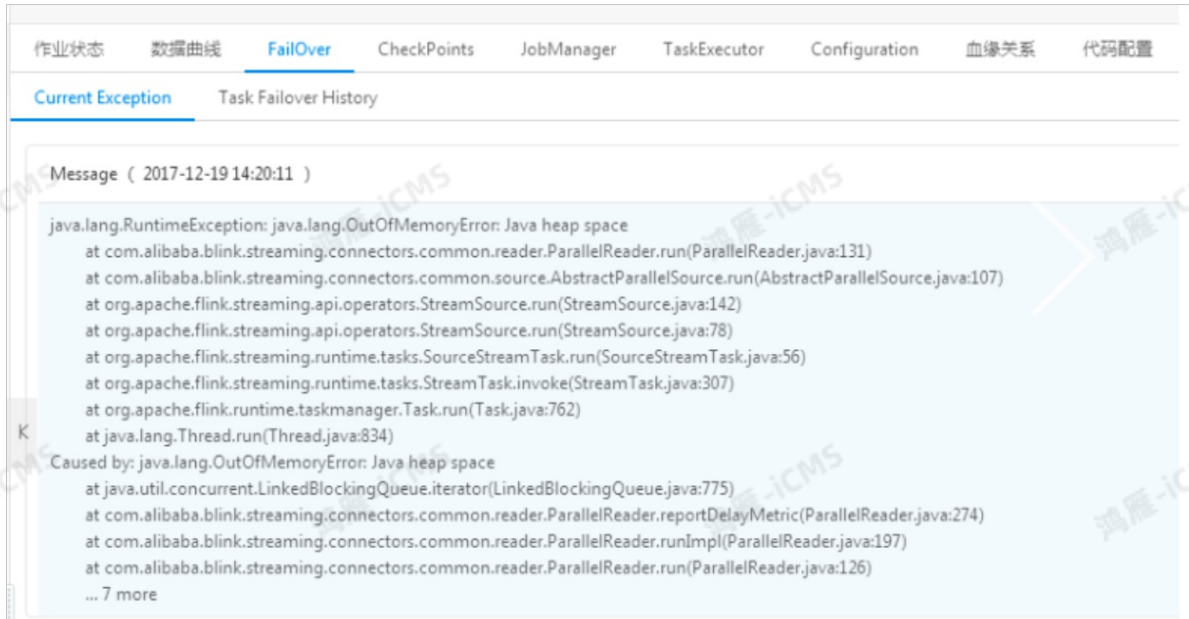 作业状态 数据曲线 FailOver CheckPoints JobManager TaskExecutor Configuration 血缘关系 代码配置
Current Exception Task Failover History
Message ( 2017-12-19 14:20:11 )
java.lang.RuntimeException: java.lang.OutOfMemoryError: Java heap space
at com.alibaba.blink.streaming.connectors.common.reader.ParallelReader.run(ParallelReader.java:131)
at com.alibaba.blink.streaming.connectors.common.source.AbstractParallelSource.run(AbstractParallelSource.java:107)
at org.apache.flink.streaming.api.operators.StreamSource.run(StreamSource.java:142)
at org.apache.flink.streaming.api.operators.StreamSource.run(StreamSource.java:78)
at org.apache.flink.streaming.runtime.tasks.SourceStreamTask.run(SourceStreamTask.java:56)
at org.apache.flink.streaming.runtime.tasks.StreamTask.invoke(StreamTask.java:307)
at org.apache.flink.runtime.taskmanager.Task.run(Task.java:762)
at java.lang.Thread.run(Thread.java:834)
Caused by: java.lang.OutOfMemoryError: Java heap space
at java.util.concurrent.LinkedBlockingQueue.iterator(LinkedBlockingQueue.java:775)
at com.alibaba.blink.streaming.connectors.common.reader.ParallelReader.reportDelayMetric(ParallelReader.java:274)
at com.alibaba.blink.streaming.connectors.common.reader.ParallelReader.runImpl(ParallelReader.java:197)
at com.alibaba.blink.streaming.connectors.common.reader.ParallelReader.run(ParallelReader.java:126)
... 7 more
鸿雁-iCMS